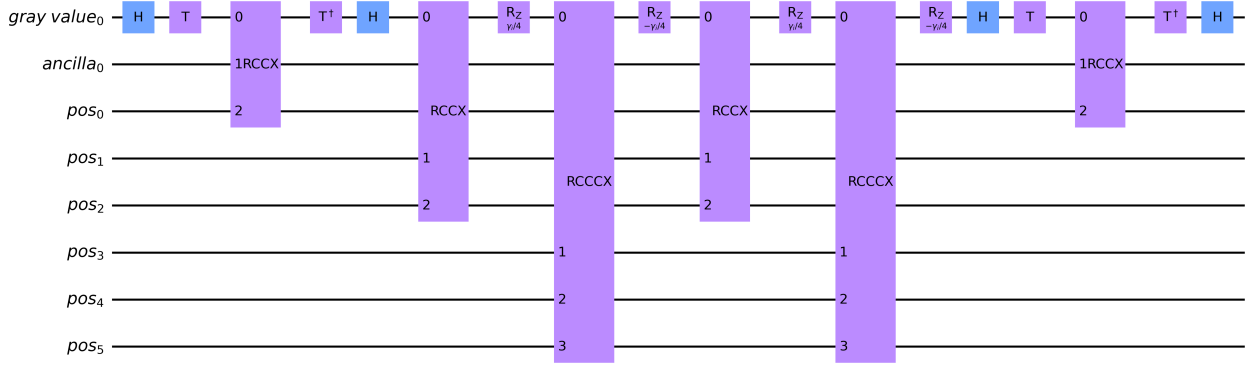 gray value₀ H T 0 T† H 0 R_Z γᵢ/4 0 R_Z −γᵢ/4 0 R_Z γᵢ/4 0 R_Z −γᵢ/4 H T 0 T† H
ancilla₀ 1RCCX 1RCCX
pos₀ 2 RCCX RCCX 2
pos₁ 1 1
RCCCX RCCCX
pos₂ 2 2
pos₃ 1 1
pos₄ 2 2
pos₅ 3 3